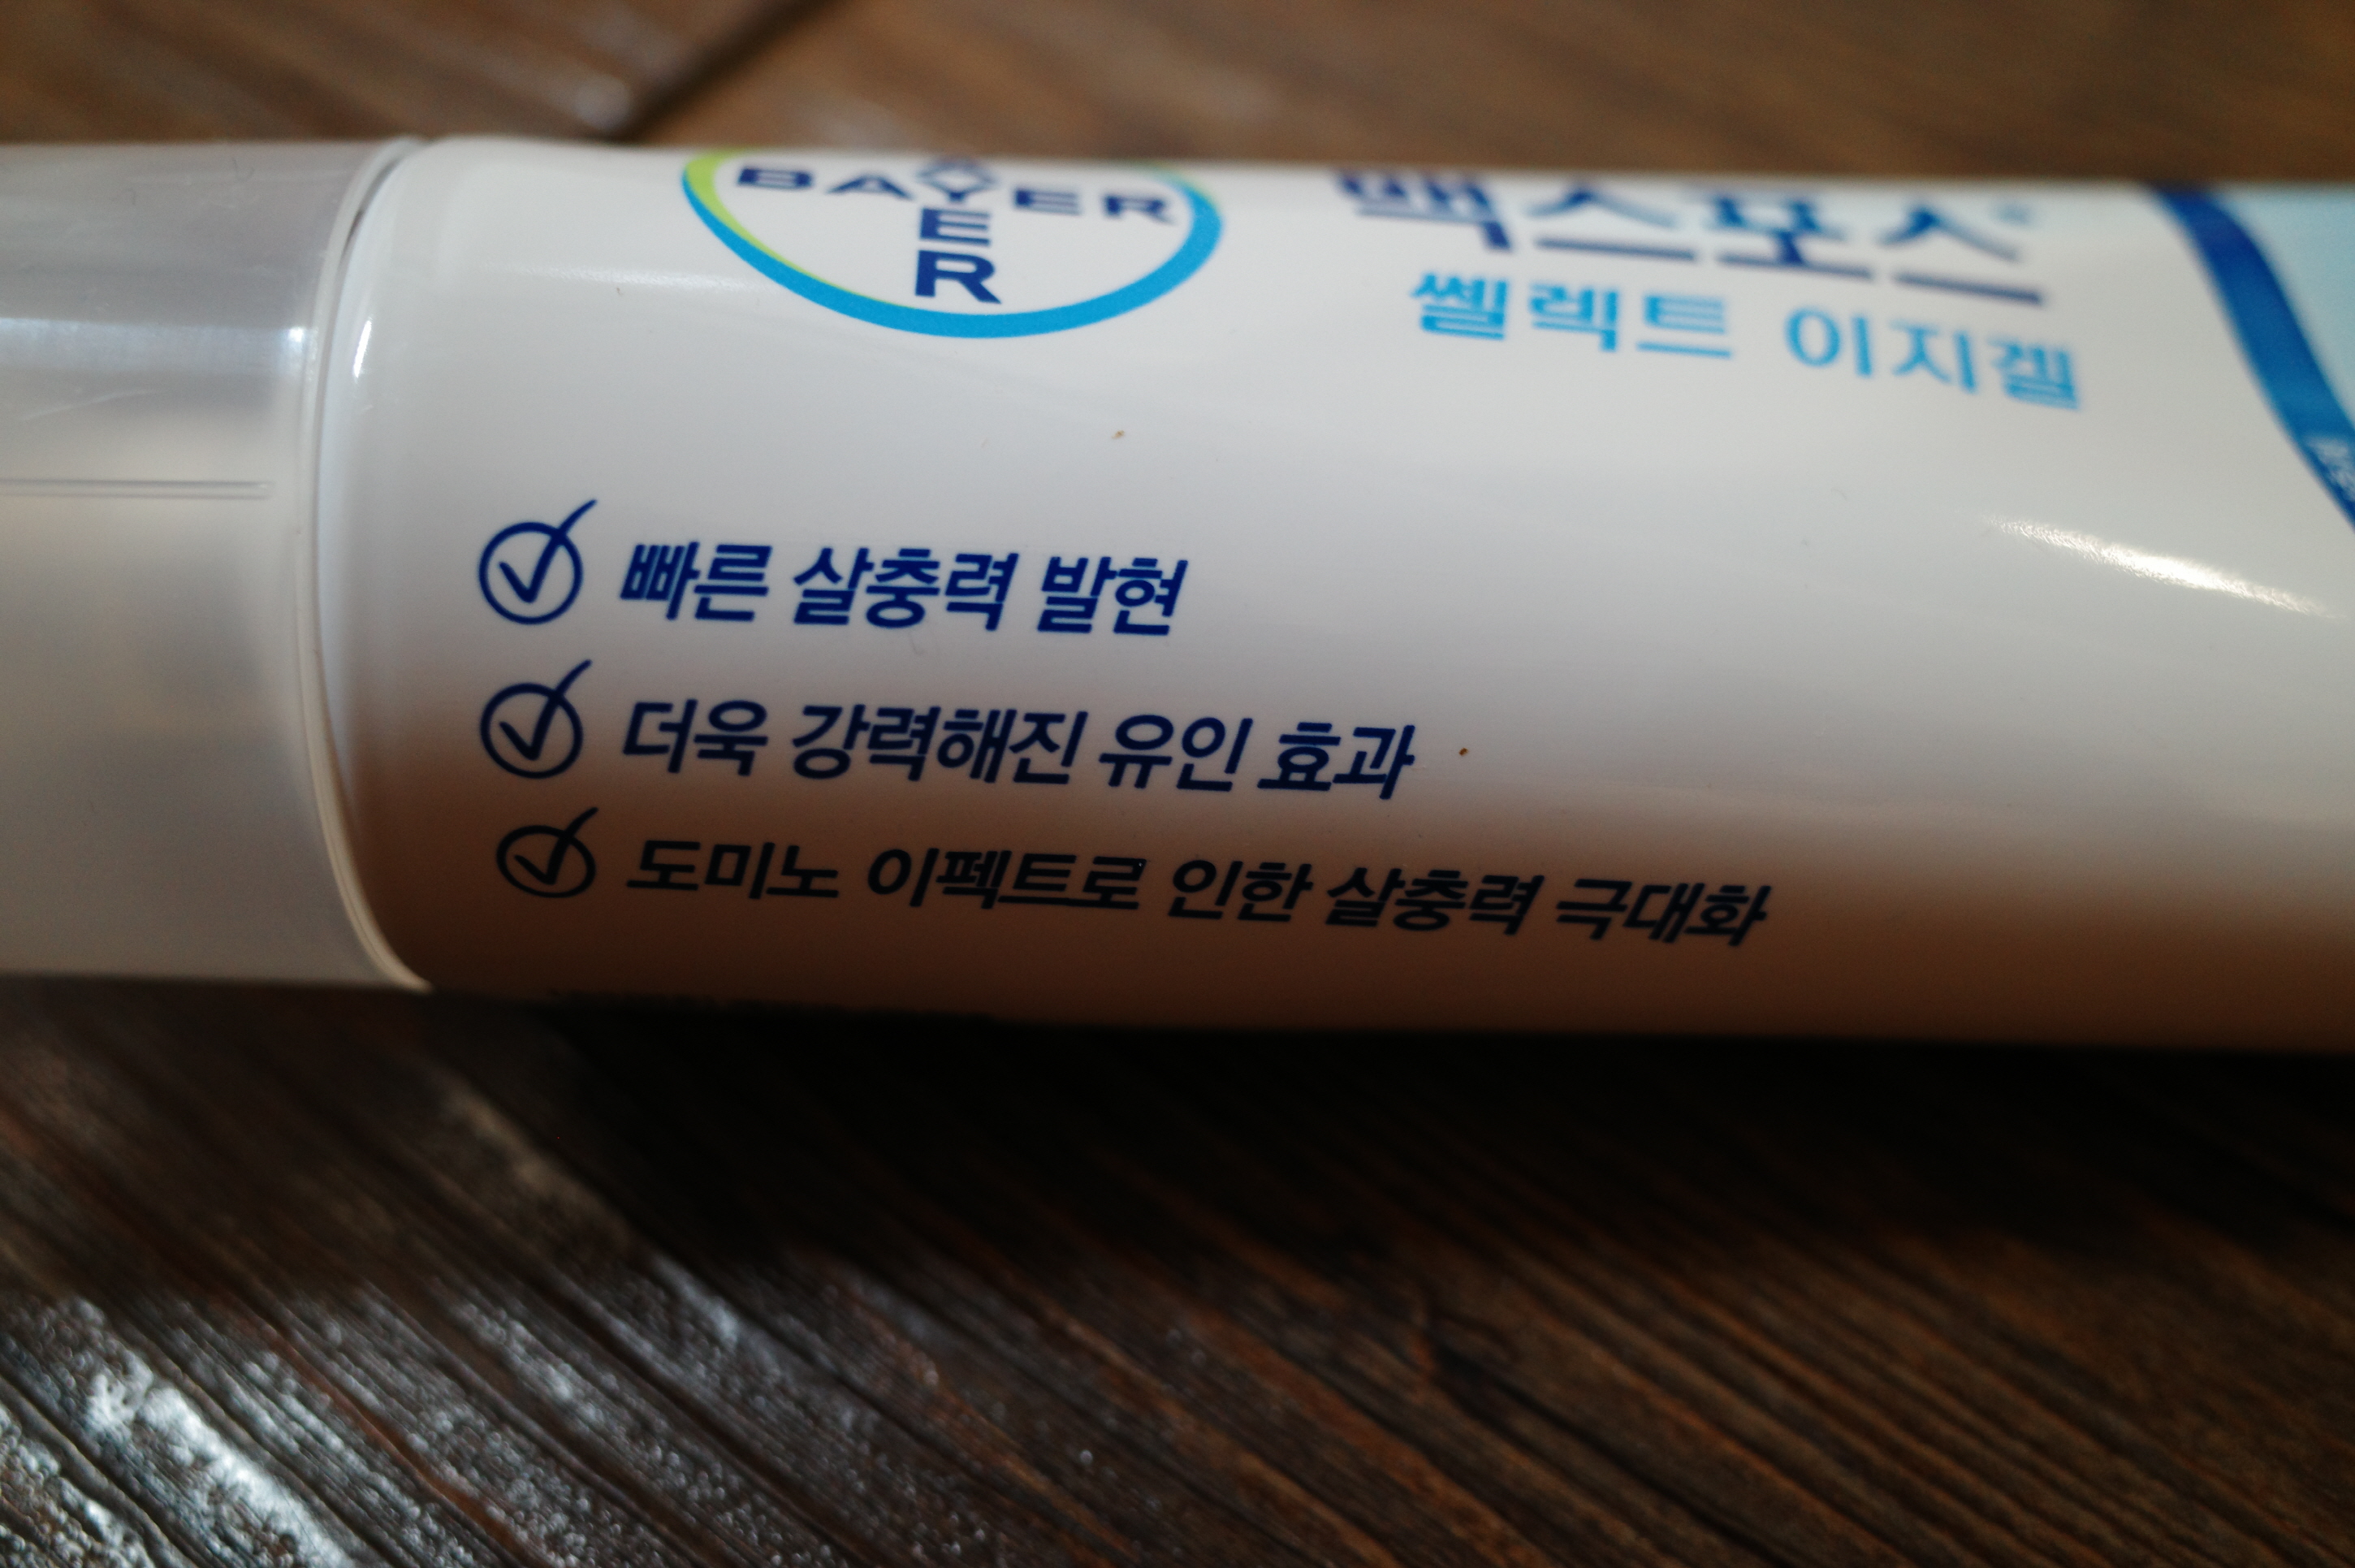 BAYER
BAYER
맥스포스
쎌렉트 이지겔
빠른 살충력 발현
더욱 강력해진 유인 효과
도미노 이펙트로 인한 살충력 극대화